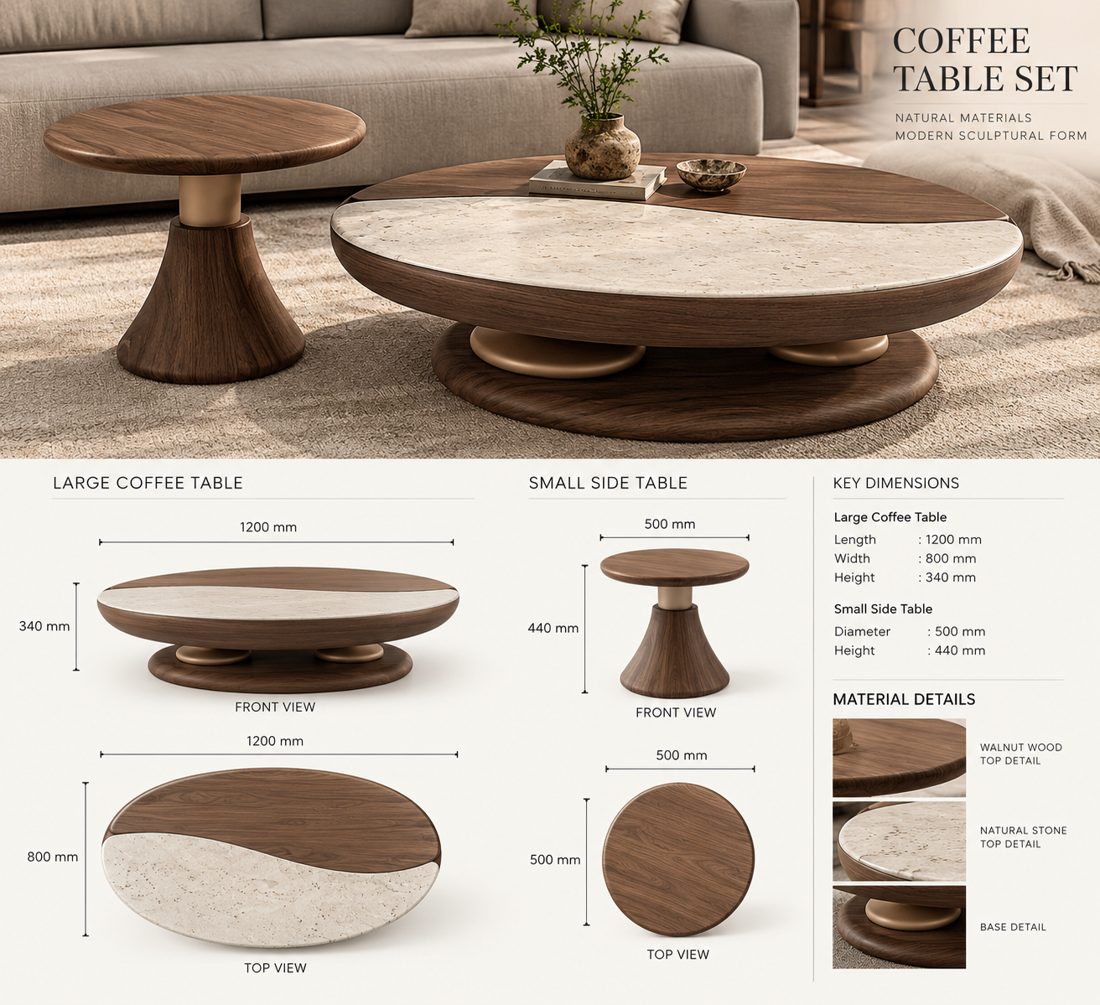 COFFEE
TABLE SET
NATURAL MATERIALS
MODERN SCULPTURAL FORM
LARGE COFFEE TABLE
1200 mm
340 mm
FRONT VIEW
1200 mm
800 mm
TOP VIEW
SMALL SIDE TABLE
500 mm
440 mm
FRONT VIEW
500 mm
500 mm
TOP VIEW
KEY DIMENSIONS
Large Coffee Table
Length : 1200 mm
Width : 800 mm
Height : 340 mm
Small Side Table
Diameter : 500 mm
Height : 440 mm
MATERIAL DETAILS
WALNUT WOOD
TOP DETAIL
NATURAL STONE
TOP DETAIL
BASE DETAIL